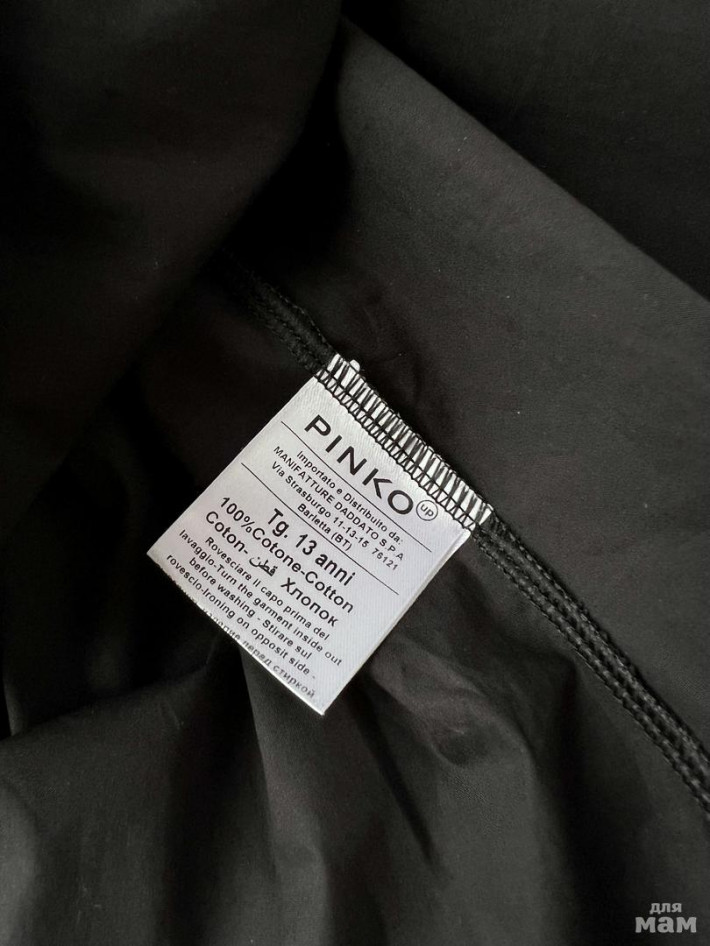 PINKO up
Importato e Distribuito da:
MANIFATTURE DADDATO S.P.A
Via Strasburgo 11-13-15 76121
Barletta (BT)
Tg. 13 anni
100%Cotone-Cotton
Coton- قطن Хлопок
Rovesciare il capo prima del
lavaggio-Turn the garment inside out
before washing - Stirare sul
rovescio-Ironing on opposite side -
изделие перед стиркой.
для
мам